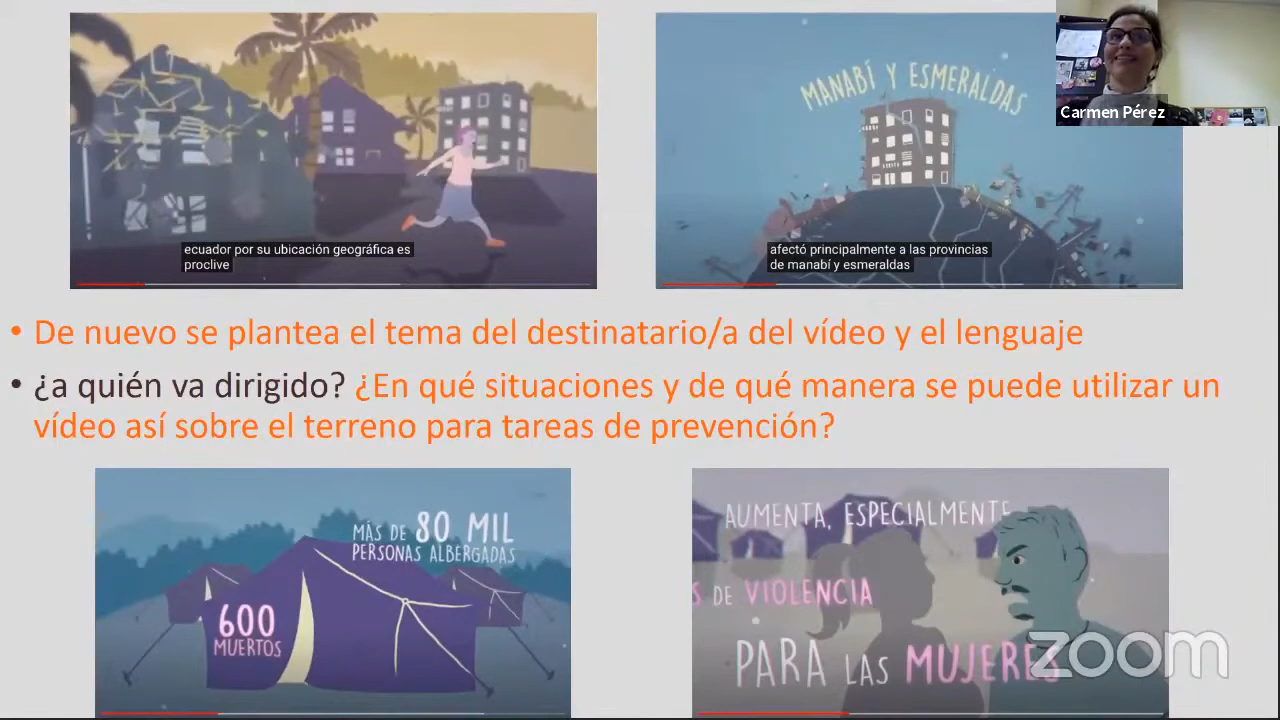 MANABÍ Y ESMERALDAS
Carmen Pérez
ecuador por su ubicación geográfica es
proclive
afectó principalmente a las provincias
de manabí y esmeraldas
• De nuevo se plantea el tema del destinatario/a del vídeo y el lenguaje
• ¿a quién va dirigido? ¿En qué situaciones y de qué manera se puede utilizar un
vídeo así sobre el terreno para tareas de prevención?
MÁS DE 80 MIL
PERSONAS ALBERGADAS
600
MUERTOS
AUMENTA, ESPECIALMENTE
S DE VIOLENCIA
PARA LAS MUJERES
zoom